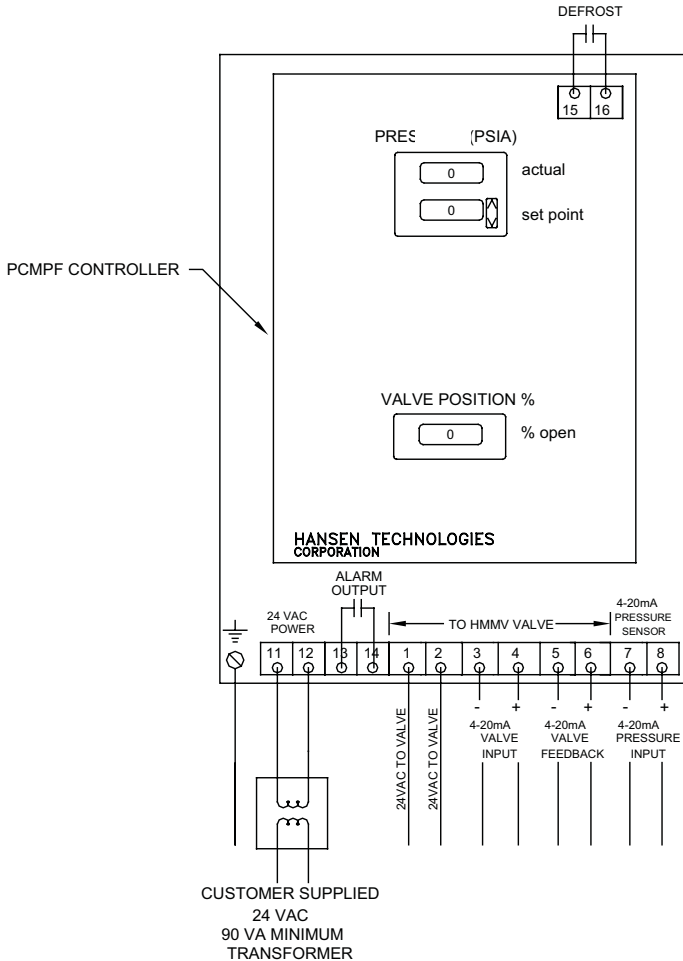 DEFROST
15 16
PRES (PSIA)
0 actual
0 set point
PCMPF CONTROLLER
VALVE POSITION %
0 % open
HANSEN TECHNOLOGIES
CORPORATION
ALARM
OUTPUT
24 VAC
POWER
TO HMMV VALVE
4-20mA
PRESSURE
SENSOR
11 12 13 14 1 2 3 4 5 6 7 8
- + - + - +
24VAC TO VALVE
24VAC TO VALVE
4-20mA
VALVE
INPUT
4-20mA
VALVE
FEEDBACK
4-20mA
PRESSURE
INPUT
CUSTOMER SUPPLIED
24 VAC
90 VA MINIMUM
TRANSFORMER